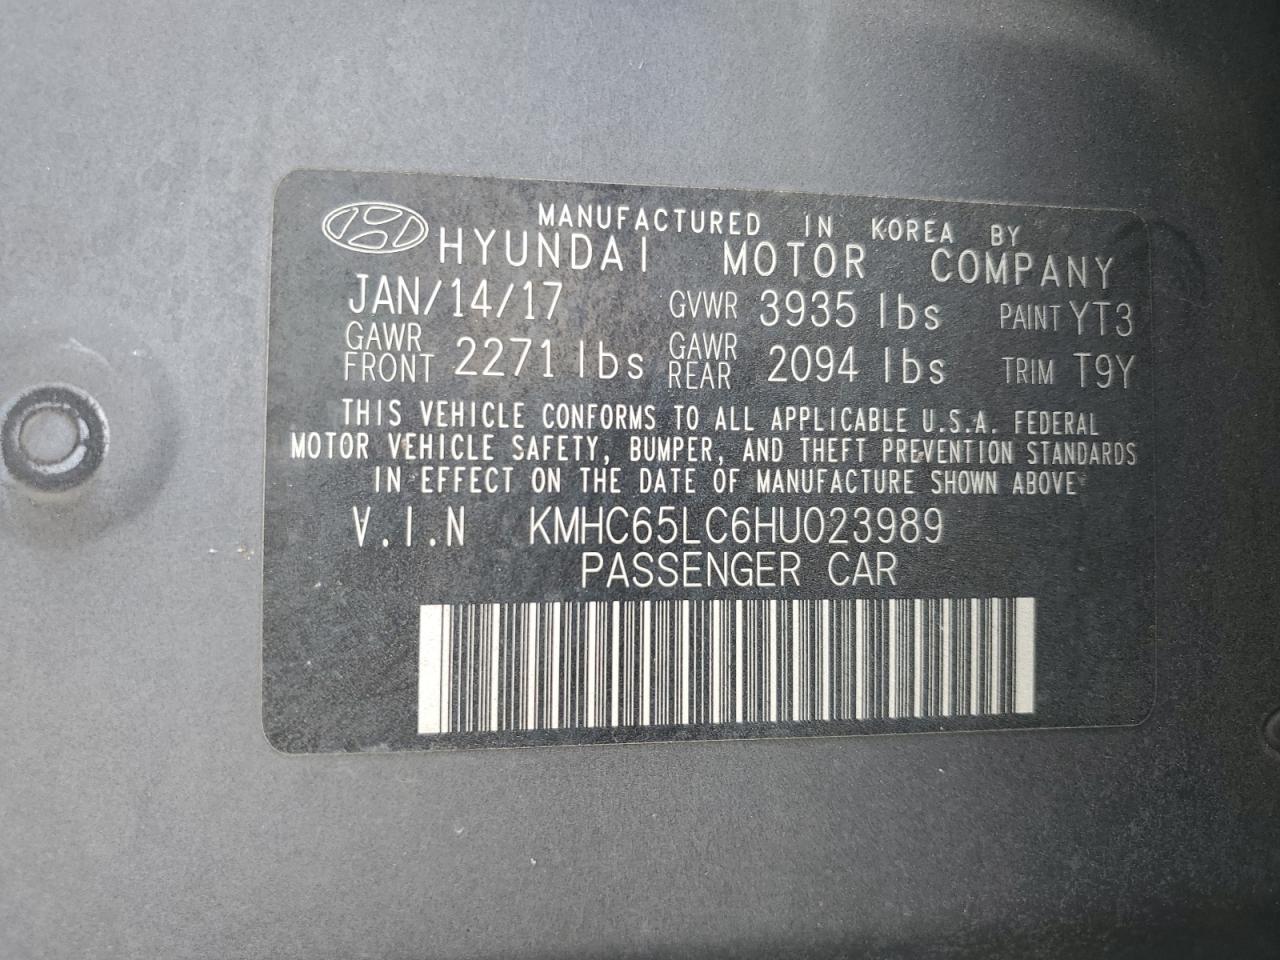 MANUFACTURED IN KOREA BY
HYUNDAI MOTOR COMPANY
JAN/14/17 GVWR 3935 lbs PAINT YT3
GAWR FRONT 2271 lbs GAWR REAR 2094 lbs TRIM T9Y
THIS VEHICLE CONFORMS TO ALL APPLICABLE U.S.A. FEDERAL
MOTOR VEHICLE SAFETY, BUMPER, AND THEFT PREVENTION STANDARDS
IN EFFECT ON THE DATE OF MANUFACTURE SHOWN ABOVE
V.I.N KMHC65LC6HU023989
PASSENGER CAR